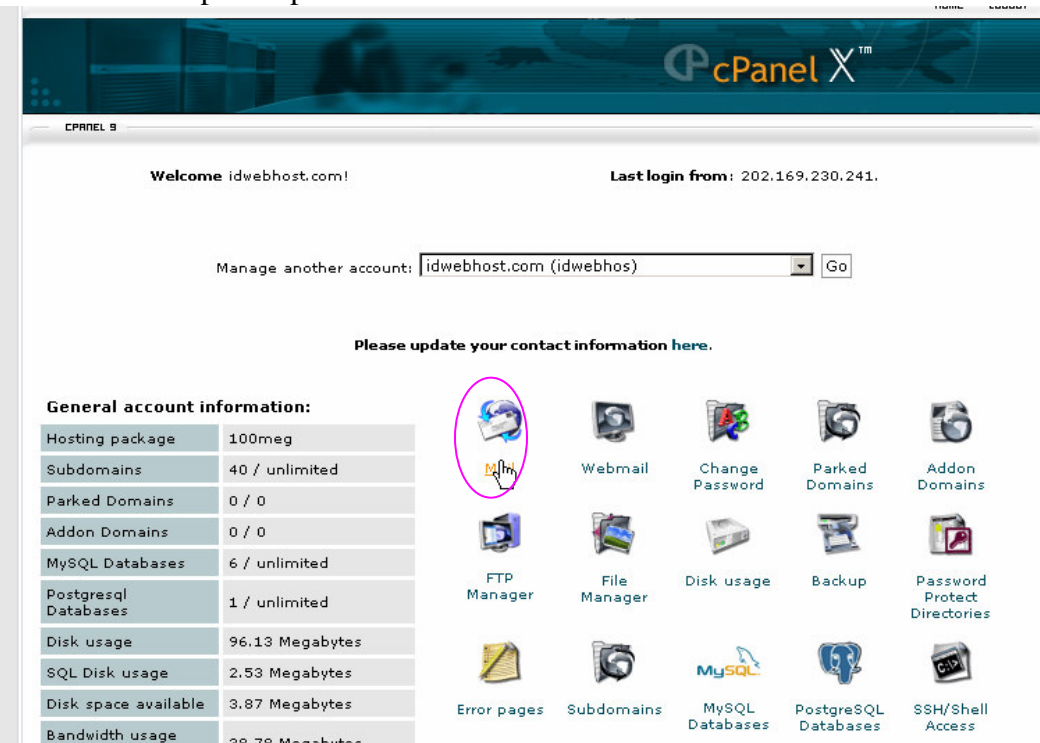 cPanel X™
CPANEL 9
Welcome idwebhost.com!
Last login from: 202.169.230.241.
Manage another account: idwebhost.com (idwebhos) Go
Please update your contact information here.
General account information:
Hosting package 100meg
Subdomains 40 / unlimited
Parked Domains 0 / 0
Addon Domains 0 / 0
MySQL Databases 6 / unlimited
Postgresql
Databases 1 / unlimited
Disk usage 96.13 Megabytes
SQL Disk usage 2.53 Megabytes
Disk space available 3.87 Megabytes
Bandwidth usage
Webmail
Change
Password
Parked
Domains
Addon
Domains
FTP
Manager
File
Manager
Disk usage
Backup
Password
Protect
Directories
Error pages
Subdomains
MySQL
MySQL
Databases
PostgreSQL
Databases
C:\>
SSH/Shell
Access